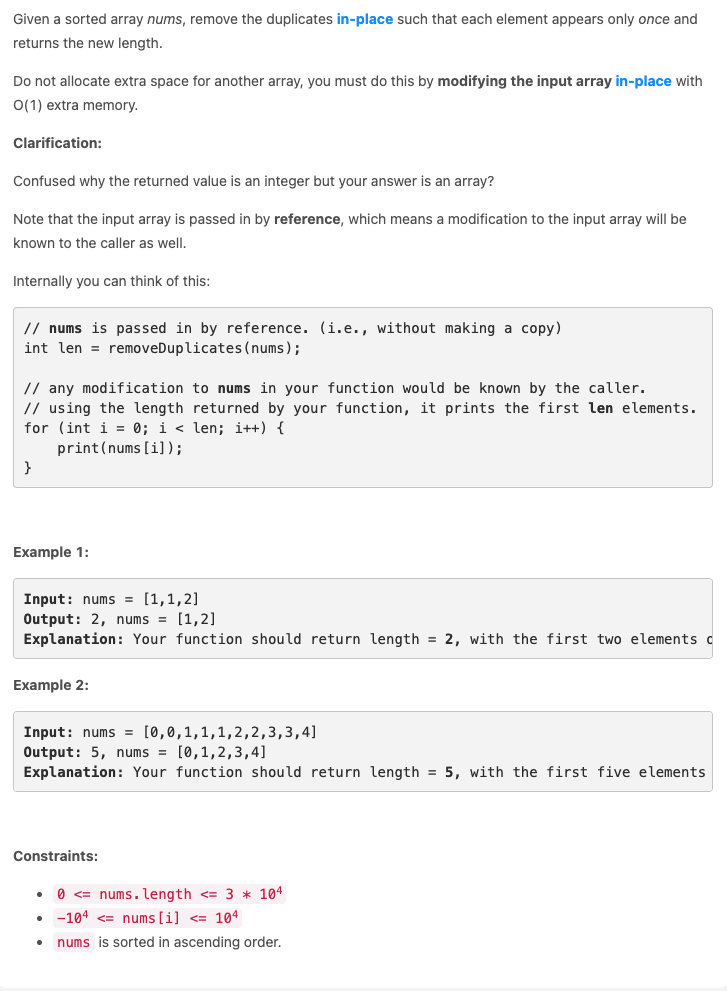 Given a sorted array nums, remove the duplicates in-place such that each element appears only once and
returns the new length.
Do not allocate extra space for another array, you must do this by modifying the input array in-place with
O(1) extra memory.
Clarification:
Confused why the returned value is an integer but your answer is an array?
Note that the input array is passed in by reference, which means a modification to the input array will be
known to the caller as well.
Internally you can think of this:
// nums is passed in by reference. (i.e., without making a copy)
int len = removeDuplicates(nums);
// any modification to nums in your function would be known by the caller.
// using the length returned by your function, it prints the first len elements.
for (int i = 0; i < len; i++) {
    print(nums[i]);
}
Example 1:
Input: nums = [1,1,2]
Output: 2, nums = [1,2]
Explanation: Your function should return length = 2, with the first two elements
Example 2:
Input: nums = [0,0,1,1,1,2,2,3,3,4]
Output: 5, nums = [0,1,2,3,4]
Explanation: Your function should return length = 5, with the first five elements
Constraints:
• 0 <= nums.length <= 3 * 10⁴
• -10⁴ <= nums[i] <= 10⁴
• nums is sorted in ascending order.